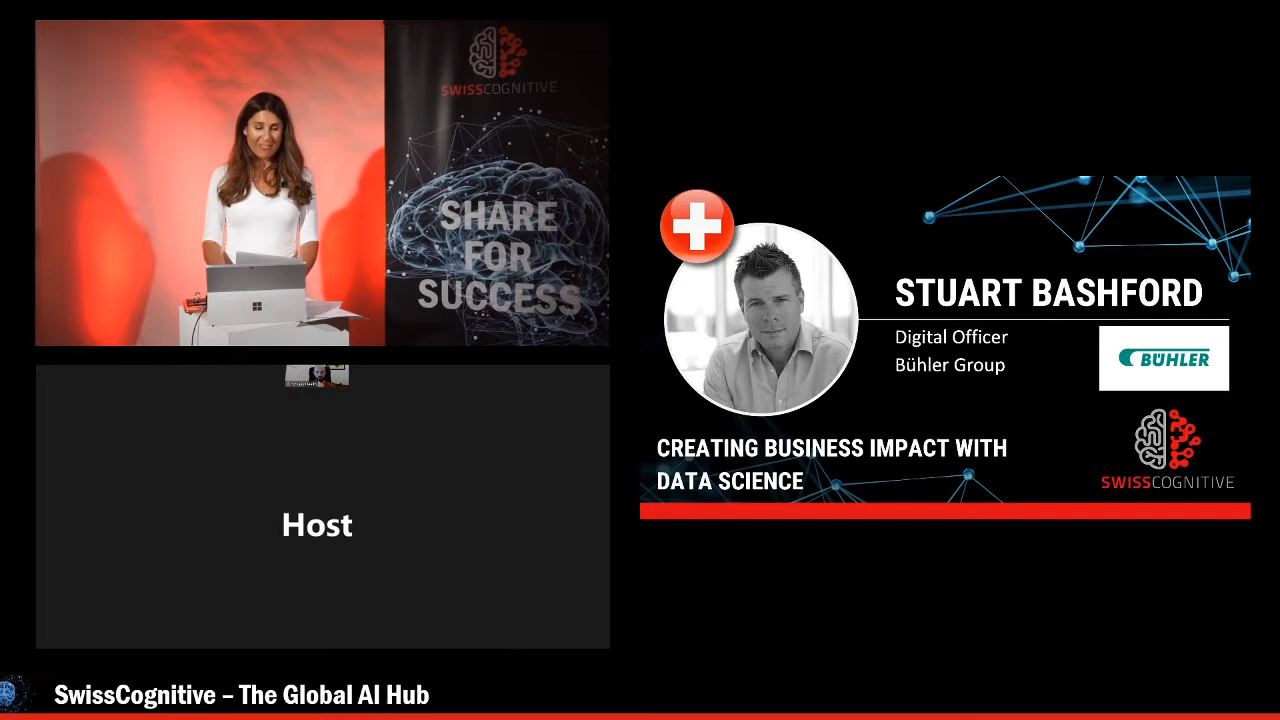 SWISSCOGNITIVE
SHARE
FOR
SUCCESS
Host
STUART BASHFORD
Digital Officer
Bühler Group
BÜHLER
CREATING BUSINESS IMPACT WITH
DATA SCIENCE
SWISSCOGNITIVE
SwissCognitive – The Global AI Hub